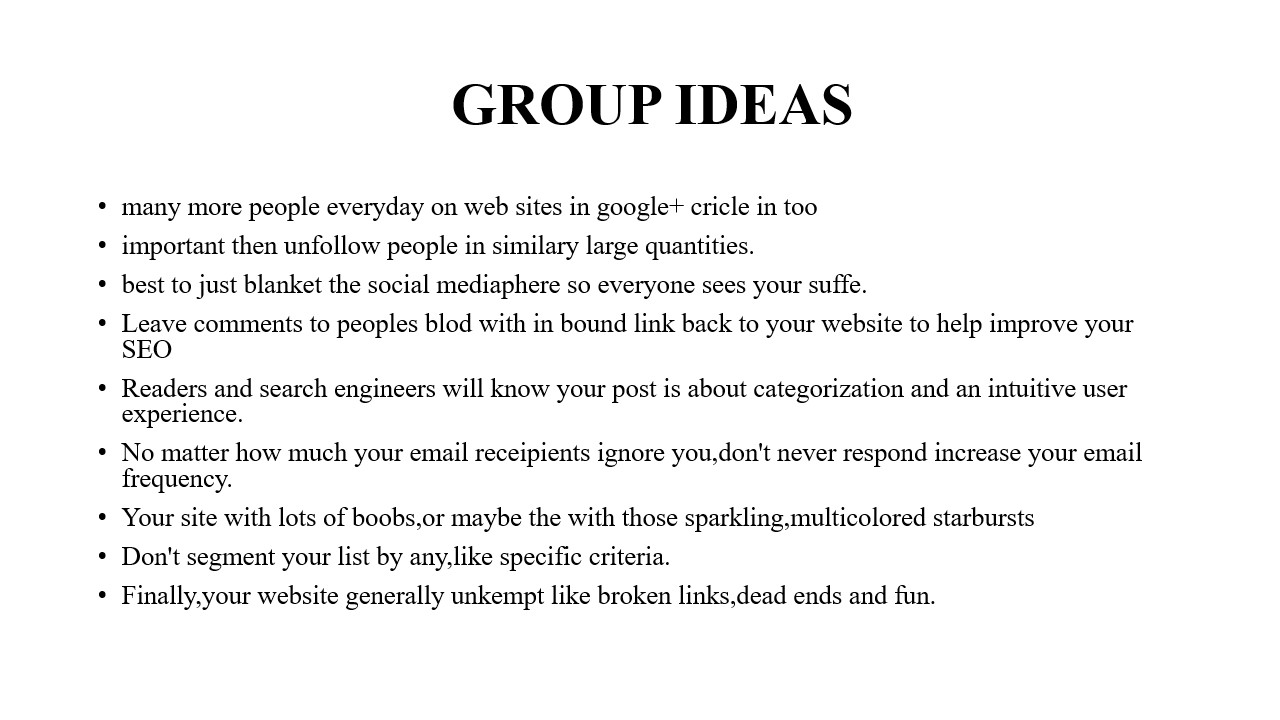 GROUP IDEAS
• many more people everyday on web sites in google+ cricle in too
• important then unfollow people in similary large quantities.
• best to just blanket the social mediaphere so everyone sees your suffe.
• Leave comments to peoples blod with in bound link back to your website to help improve your
SEO
• Readers and search engineers will know your post is about categorization and an intuitive user
experience.
• No matter how much your email receipients ignore you,don't never respond increase your email
frequency.
• Your site with lots of boobs,or maybe the with those sparkling,multicolored starbursts
• Don't segment your list by any,like specific criteria.
• Finally,your website generally unkempt like broken links,dead ends and fun.